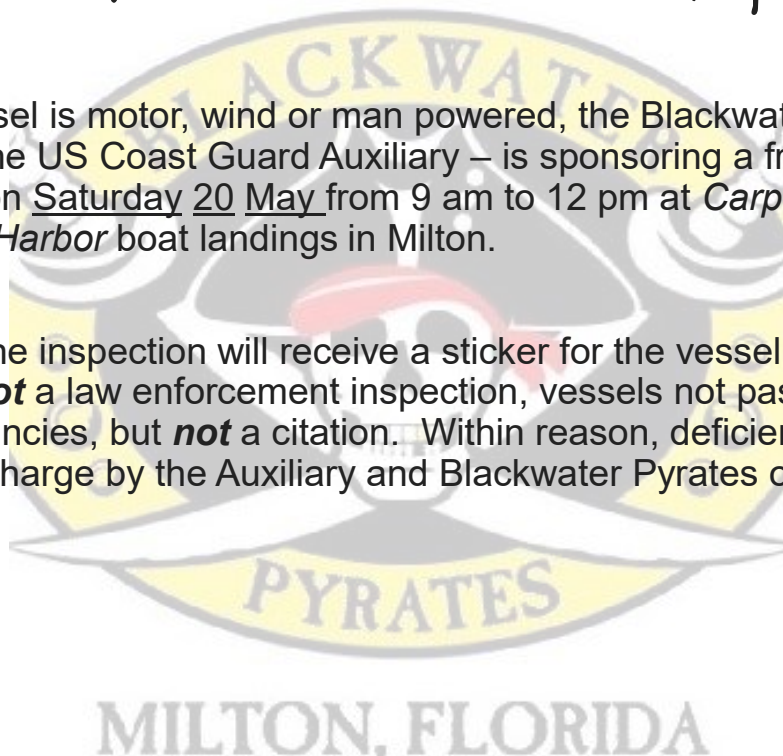 BLACKWATER
sel is motor, wind or man powered, the Blackwat
he US Coast Guard Auxiliary – is sponsoring a fr
on Saturday 20 May from 9 am to 12 pm at Carp
Harbor boat landings in Milton.
he inspection will receive a sticker for the vessel
ot a law enforcement inspection, vessels not pas
ncies, but not a citation. Within reason, deficien
harge by the Auxiliary and Blackwater Pyrates o
PYRATES
MILTON, FLORIDA